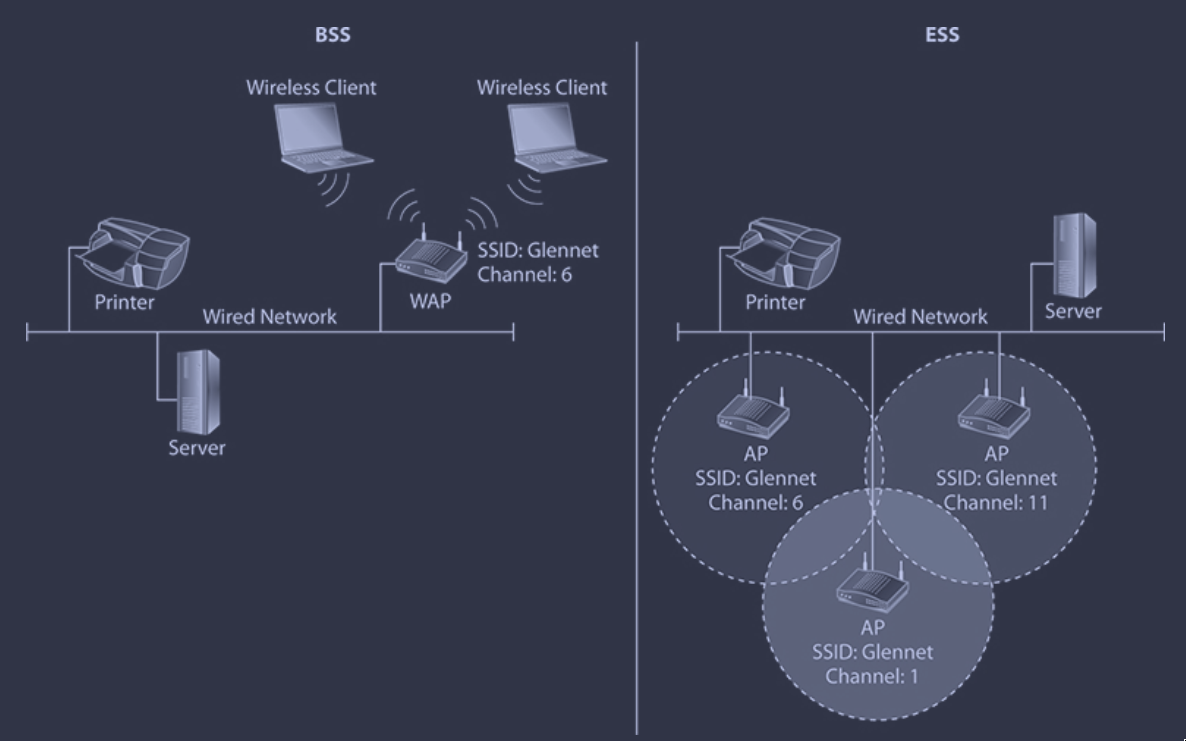 BSS
Wireless Client
Wireless Client
SSID: Glennet
Channel: 6
Printer
WAP
Wired Network
Server
ESS
Printer
Server
Wired Network
AP
SSID: Glennet
Channel: 6
AP
SSID: Glennet
Channel: 11
AP
SSID: Glennet
Channel: 1